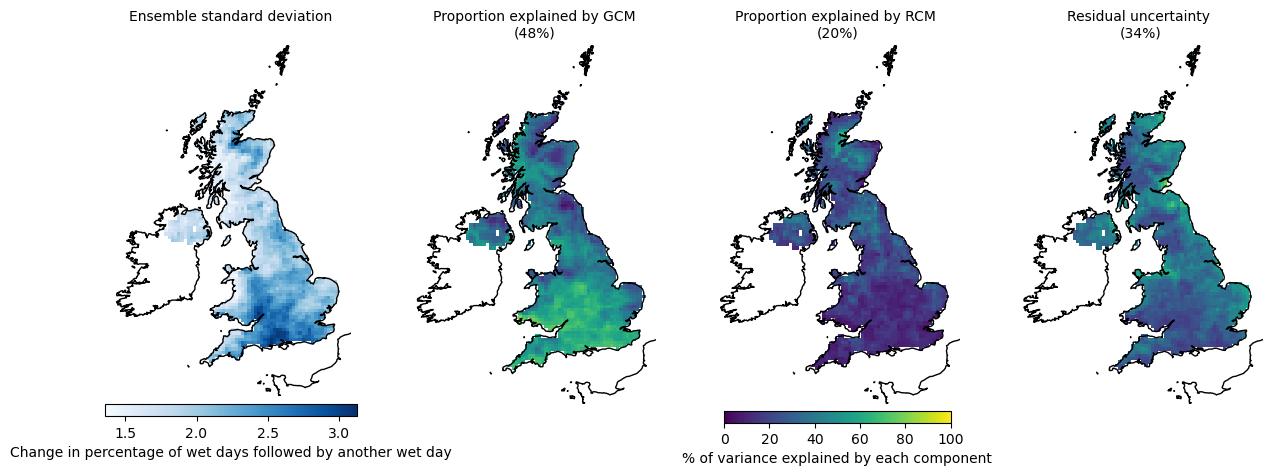 Ensemble standard deviation
Proportion explained by GCM
(48%)
Proportion explained by RCM
(20%)
Residual uncertainty
(34%)
1.5 2.0 2.5 3.0
Change in percentage of wet days followed by another wet day
0 20 40 60 80 100
% of variance explained by each component